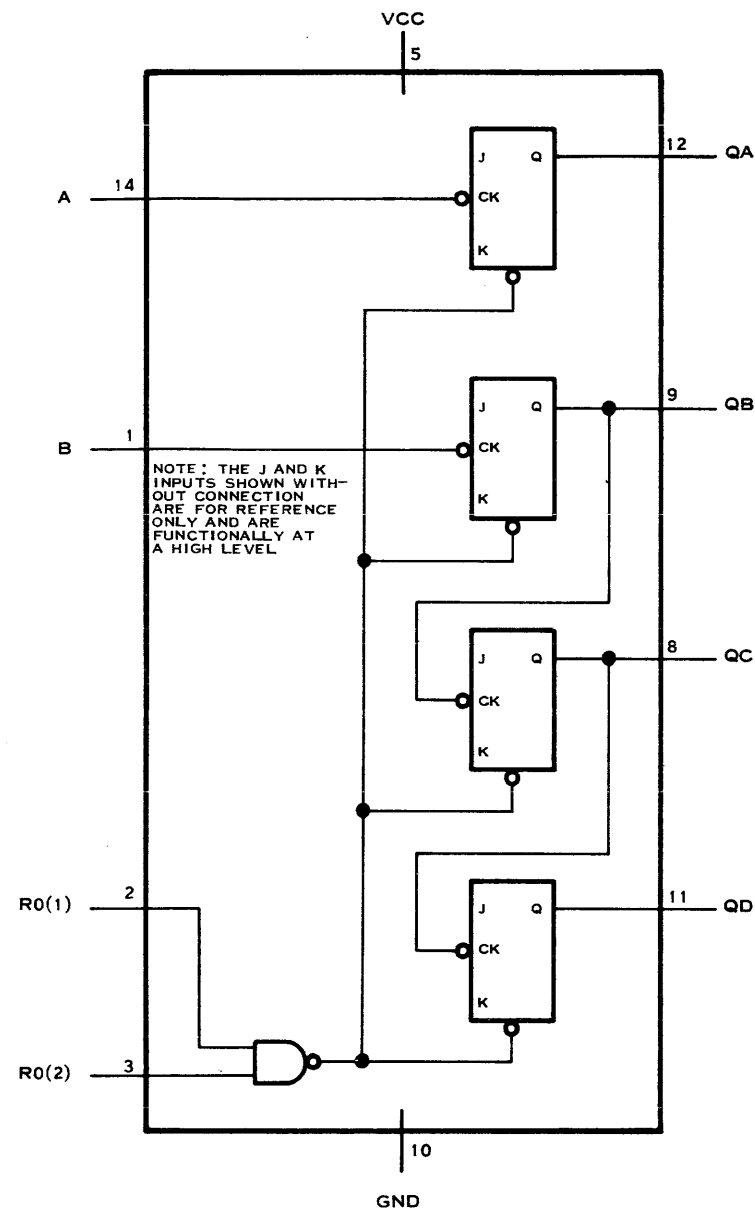 VCC
5
J Q
12 QA
A 14
CK
K
J Q
9 QB
B 1
CK
NOTE: THE J AND K
INPUTS SHOWN WITH-
OUT CONNECTION
ARE FOR REFERENCE
ONLY AND ARE
FUNCTIONALLY AT
A HIGH LEVEL
K
J Q
8 QC
CK
K
R0(1) 2
J Q
11 QD
CK
K
R0(2) 3
10
GND